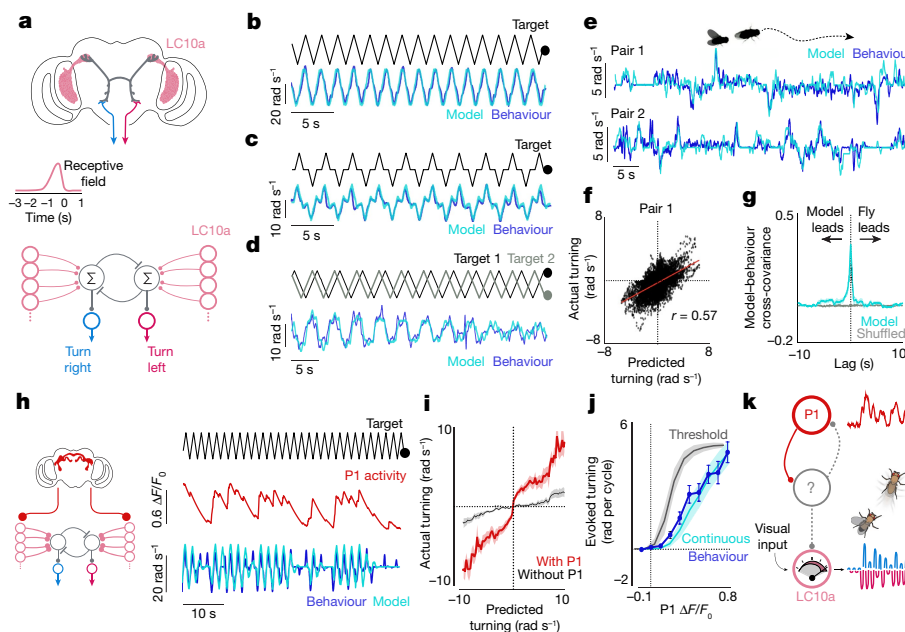 a
LC10a
Receptive
field
−3 −2 −1 0 1
Time (s)
LC10a
Σ
Σ
Turn
right
Turn
left
b
Target
20 rad s−1
5 s
Model Behaviour
c
Target
10 rad s−1
5 s
Model Behaviour
d
Target 1 Target 2
10 rad s−1
5 s
Model Behaviour
e
Model Behaviou
Pair 1
5 rad s−1
Pair 2
5 rad s−1
f
Pair 1
8
Actual turning
(rad s−1)
r = 0.57
−8
−8
8
Predicted
turning (rad s−1)
g
0.5
Model
leads
Fly
leads
Model-behaviour
cross-covariance
Model
Shuffled
−0.2
−10
0
10
Lag (s)
h
Target
P1 activity
0.6 ΔF/F0
20 rad s−1
Behaviour Model
10 s
i
10
Actual turning (rad s−1)
With P1
Without P1
−10
−10
0
10
Predicted
turning (rad s−1)
j
6
Threshold
Evoked turning
(rad per cycle)
Continuous
Behaviour
−2
−0.1
0.8
P1 ΔF/F0
k
P1
?
Visual
input
LC10a